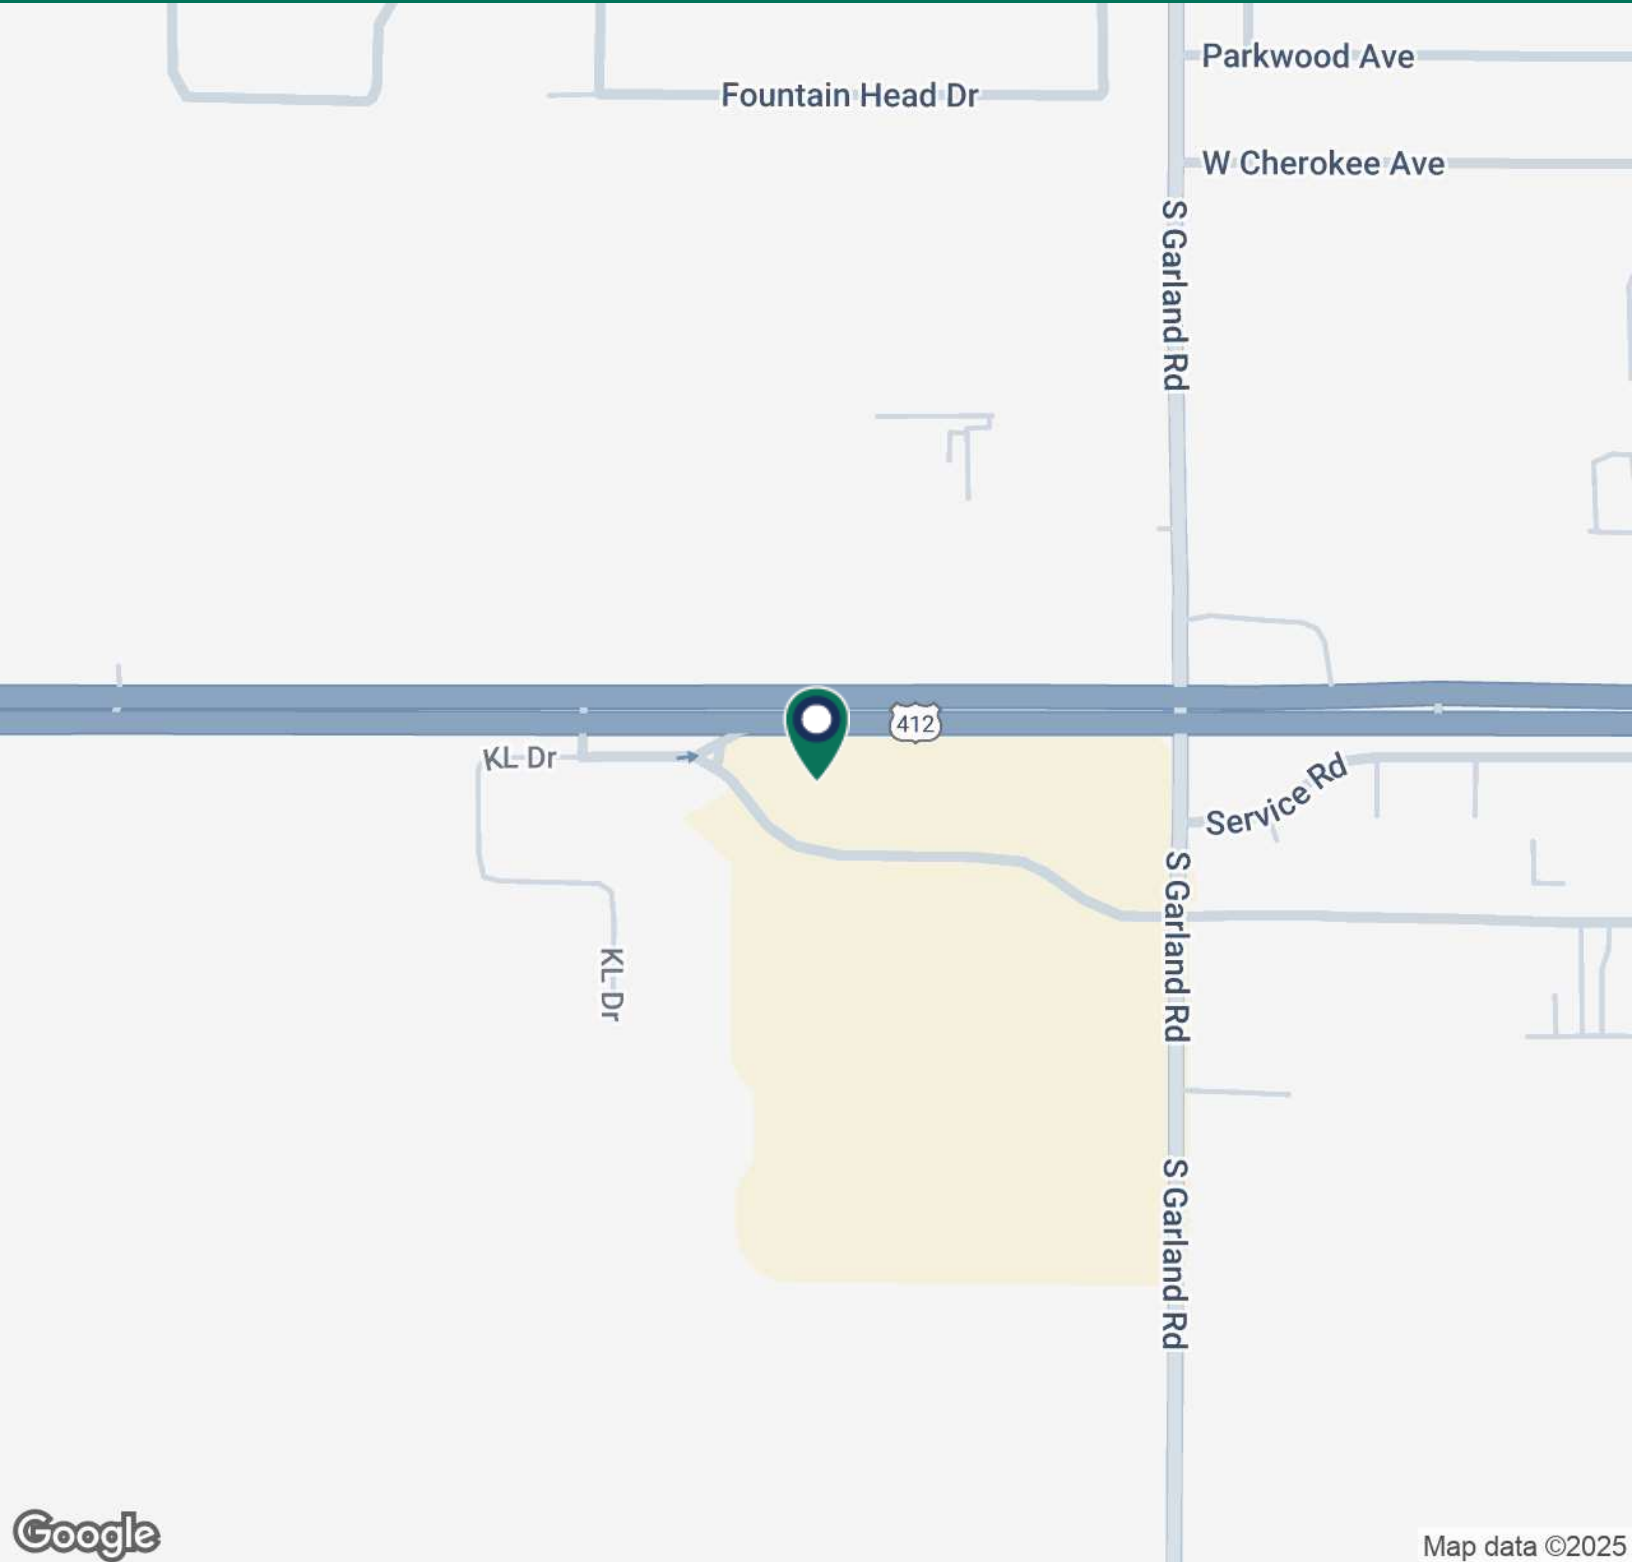 Parkwood Ave
Fountain Head Dr
W Cherokee Ave
S Garland Rd
412
KL Dr
Service Rd
S Garland Rd
KL Dr
S Garland Rd
Google
Map data ©2025